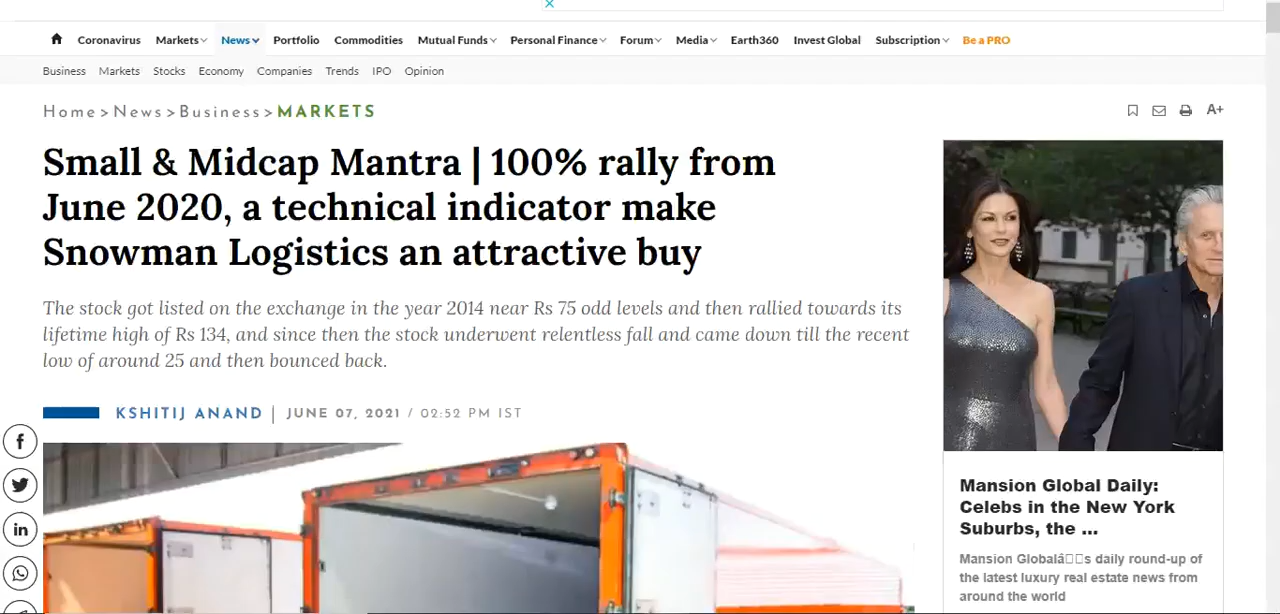 Coronavirus Markets News Portfolio Commodities Mutual Funds Personal Finance Forum Media Earth360 Invest Global Subscription Be a PRO
Business Markets Stocks Economy Companies Trends IPO Opinion
Home > News > Business > MARKETS
A+
Small & Midcap Mantra | 100% rally from
June 2020, a technical indicator make
Snowman Logistics an attractive buy
The stock got listed on the exchange in the year 2014 near Rs 75 odd levels and then rallied towards its
lifetime high of Rs 134, and since then the stock underwent relentless fall and came down till the recent
low of around 25 and then bounced back.
KSHITIJ ANAND | JUNE 07, 2021 / 02:52 PM IST
Mansion Global Daily:
Celebs in the New York
Suburbs, the ...
Mansion Globalâ□□s daily round-up of
the latest luxury real estate news from
around the world